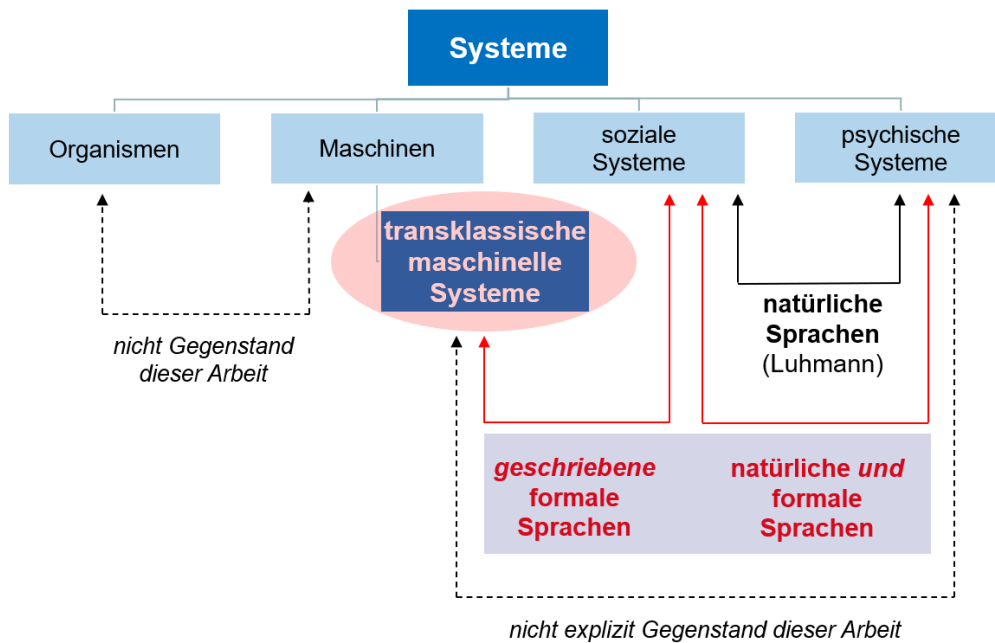 Systeme
Organismen
Maschinen
soziale
Systeme
psychische
Systeme
transklassische
maschinelle
Systeme
nicht Gegenstand
dieser Arbeit
natürliche
Sprachen
(Luhmann)
geschriebene
formale
Sprachen
natürliche und
formale
Sprachen
nicht explizit Gegenstand dieser Arbeit